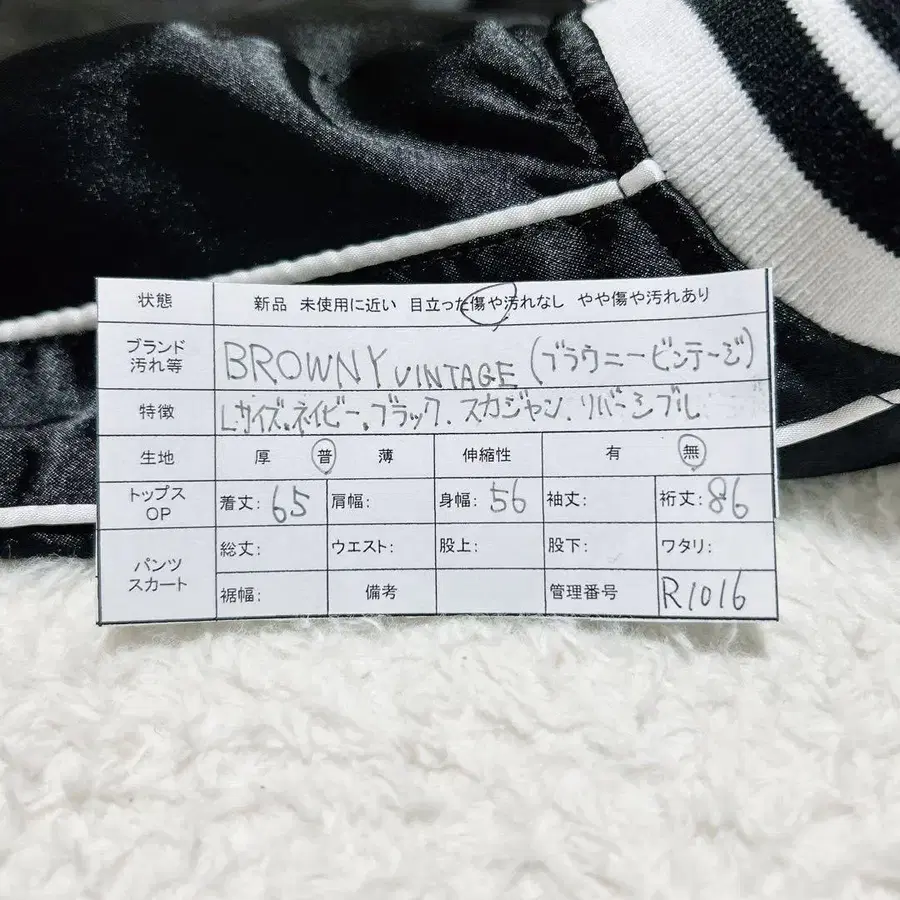 状態 新品 未使用に近い 目立った傷や汚れなし やや傷や汚れあり
ブランド 汚れ等 BROWNY VINTAGE (ブラウニービンテージ)
特徴 Lサイズ.ネイビー.ブラック.スカジャン.リバーシブル
生地 厚 普 薄 伸縮性 有 無
トップス OP 着丈: 65 肩幅: 身幅: 56 袖丈: 裄丈: 86
パンツ スカート 総丈: ウエスト: 股上: 股下: ワタリ:
裾幅: 備考 管理番号 R1016